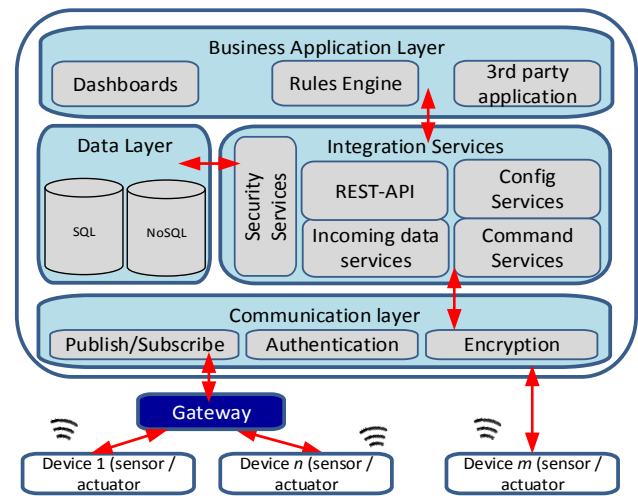 Business Application Layer
Dashboards
Rules Engine
3rd party
application
Data Layer
SQL
NoSQL
Integration Services
Security
Services
REST-API
Config
Services
Incoming data
services
Command
Services
Communication layer
Publish/Subscribe
Authentication
Encryption
Gateway
Device 1 (sensor /
actuator
Device n (sensor /
actuator
Device m (sensor /
actuator